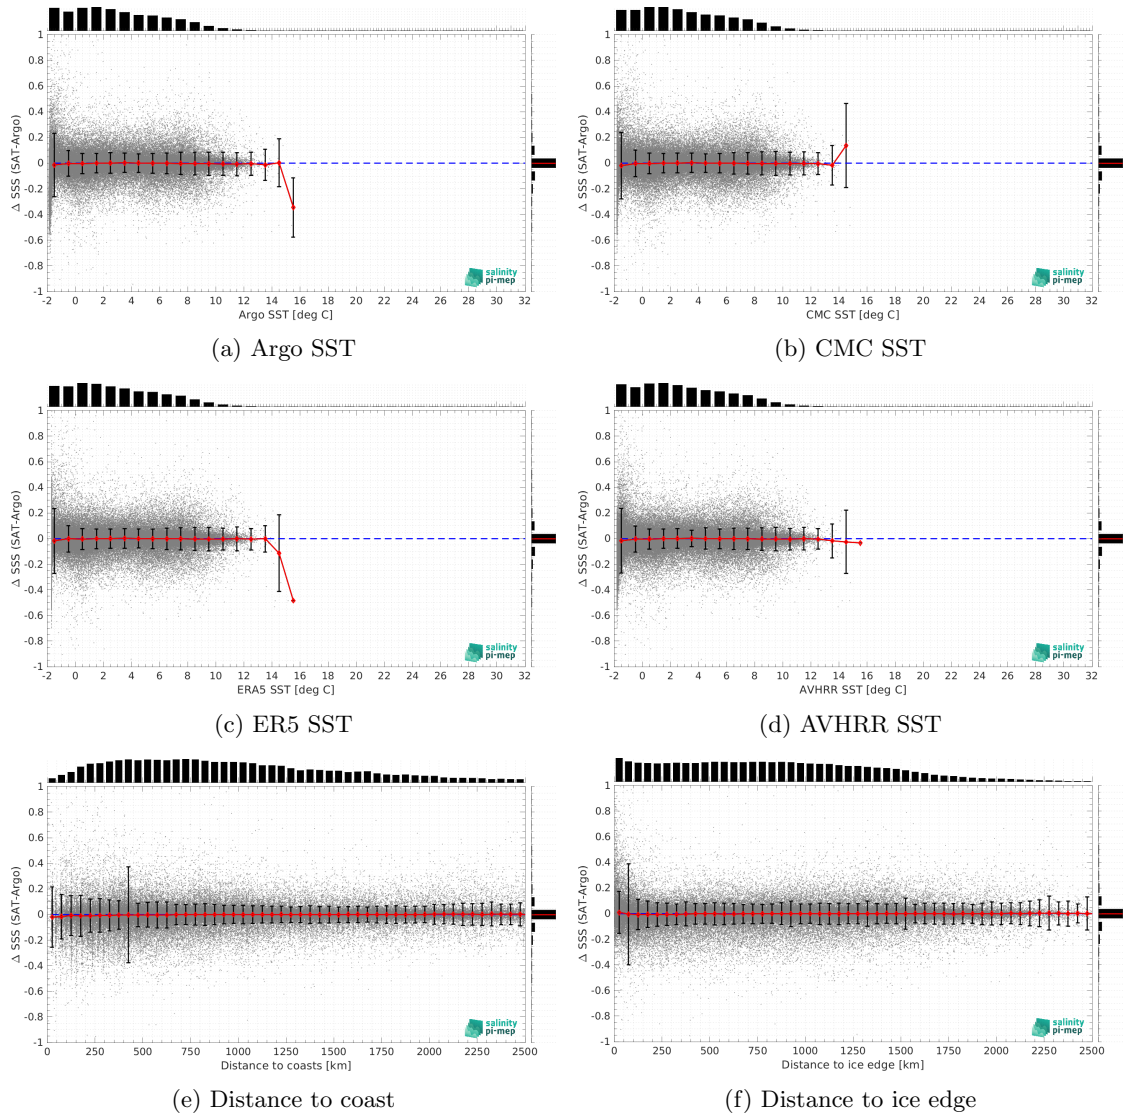 1
0.8
0.6
0.4
0.2
0
-0.2
-0.4
-0.6
-0.8
-1
Δ SSS (SAT-Argo)
salinity
pi-mep
-2 0 2 4 6 8 10 12 14 16 18 20 22 24 26 28 30 32
Argo SST [deg C]
(a) Argo SST
1
0.8
0.6
0.4
0.2
0
-0.2
-0.4
-0.6
-0.8
-1
Δ SSS (SAT-Argo)
salinity
pi-mep
-2 0 2 4 6 8 10 12 14 16 18 20 22 24 26 28 30 32
CMC SST [deg C]
(b) CMC SST
1
0.8
0.6
0.4
0.2
0
-0.2
-0.4
-0.6
-0.8
-1
Δ SSS (SAT-Argo)
salinity
pi-mep
-2 0 2 4 6 8 10 12 14 16 18 20 22 24 26 28 30 32
ERA5 SST [deg C]
(c) ER5 SST
1
0.8
0.6
0.4
0.2
0
-0.2
-0.4
-0.6
-0.8
-1
Δ SSS (SAT-Argo)
salinity
pi-mep
-2 0 2 4 6 8 10 12 14 16 18 20 22 24 26 28 30 32
AVHRR SST [deg C]
(d) AVHRR SST
1
0.8
0.6
0.4
0.2
0
-0.2
-0.4
-0.6
-0.8
-1
Δ SSS (SAT-Argo)
salinity
pi-mep
0 250 500 750 1000 1250 1500 1750 2000 2250 2500
Distance to coasts [km]
(e) Distance to coast
1
0.8
0.6
0.4
0.2
0
-0.2
-0.4
-0.6
-0.8
-1
Δ SSS (SAT-Argo)
salinity
pi-mep
0 250 500 750 1000 1250 1500 1750 2000 2250 2500
Distance to ice edge [km]
(f) Distance to ice edge